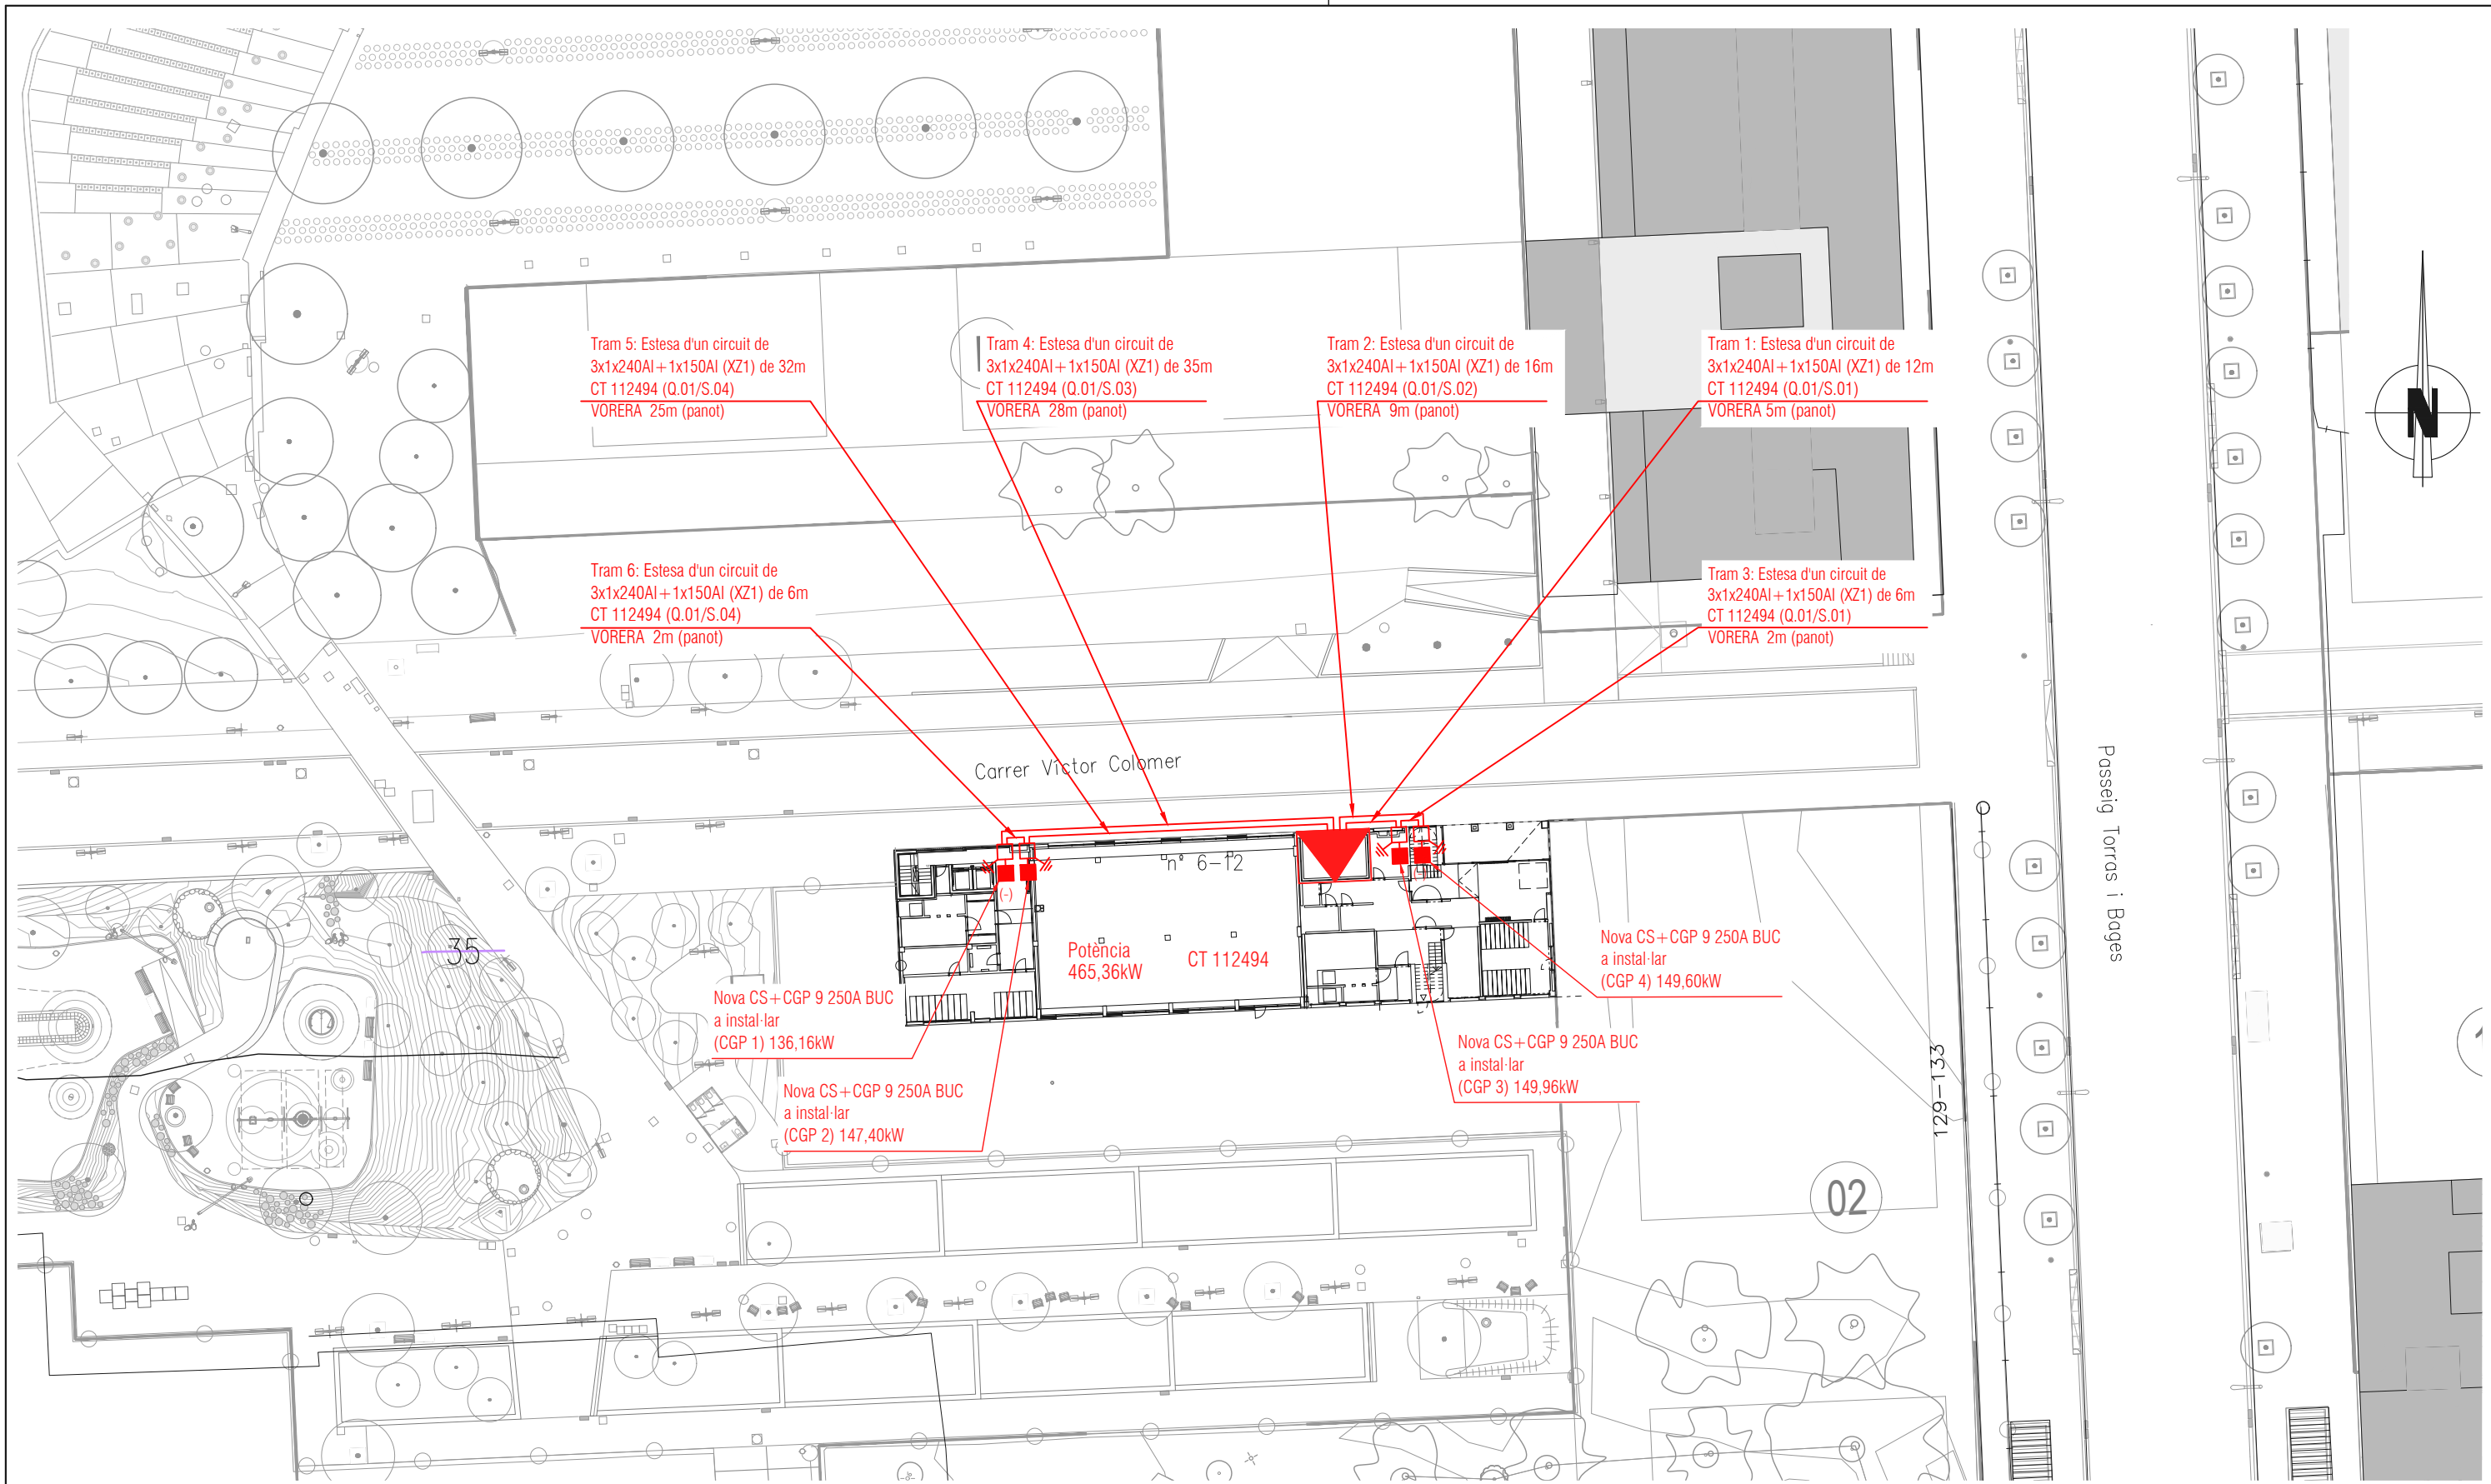 Tram 5: Estesa d'un circuit de
3x1x240Al+1x150Al (XZ1) de 32m
CT 112494 (Q.01/S.04)
VORERA 25m (panot)
Tram 4: Estesa d'un circuit de
3x1x240Al+1x150Al (XZ1) de 35m
CT 112494 (Q.01/S.03)
VORERA 28m (panot)
Tram 2: Estesa d'un circuit de
3x1x240Al+1x150Al (XZ1) de 16m
CT 112494 (Q.01/S.02)
VORERA 9m (panot)
Tram 1: Estesa d'un circuit de
3x1x240Al+1x150Al (XZ1) de 12m
CT 112494 (Q.01/S.01)
VORERA 5m (panot)
N
Tram 6: Estesa d'un circuit de
3x1x240Al+1x150Al (XZ1) de 6m
CT 112494 (Q.01/S.04)
VORERA 2m (panot)
Tram 3: Estesa d'un circuit de
3x1x240Al+1x150Al (XZ1) de 6m
CT 112494 (Q.01/S.01)
VORERA 2m (panot)
Carrer Víctor Colomer
Passeig Torras i Bages
nº 6-12
(-)
(-)
35
Potència
465,36kW
CT 112494
Nova CS+CGP 9 250A BUC
a instal·lar
(CGP 4) 149,60kW
Nova CS+CGP 9 250A BUC
a instal·lar
(CGP 1) 136,16kW
Nova CS+CGP 9 250A BUC
a instal·lar
(CGP 3) 149,96kW
Nova CS+CGP 9 250A BUC
a instal·lar
(CGP 2) 147,40kW
129-133
02